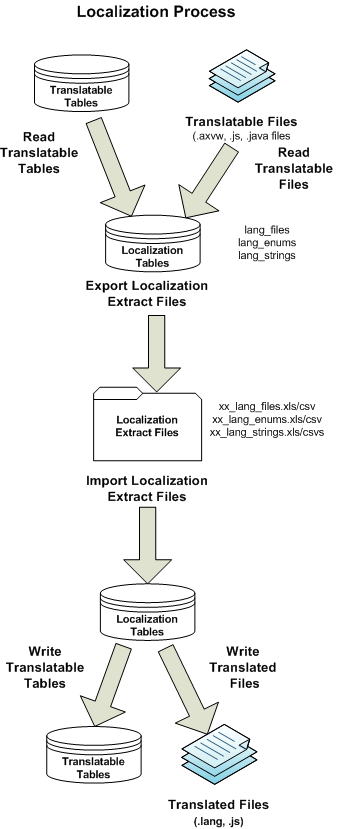 Localization Process
Translatable
Tables
Translatable Files
(.axvw, .js, .java files
Read
Translatable
Tables
Read
Translatable
Files
Localization
Tables
lang_files
lang_enums
lang_strings
Export Localization
Extract Files
Localization
Extract Files
xx_lang_files.xls/csv
xx_lang_enums.xls/csv
xx_lang_strings.xls/csvs
Import Localization
Extract Files
Localization
Tables
Write
Translatable
Tables
Write
Translated
Files
Translatable
Tables
Translated Files
(.lang, .js)